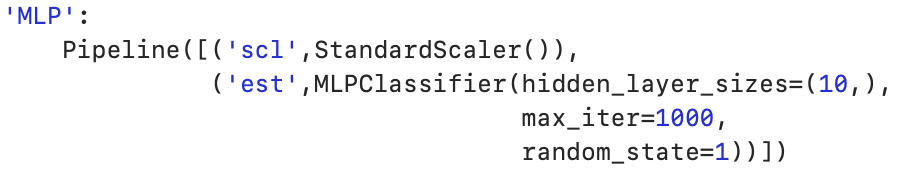 'MLP':
    Pipeline([('scl',StandardScaler()),
              ('est',MLPClassifier(hidden_layer_sizes=(10,),
                                   max_iter=1000,
                                   random_state=1))])